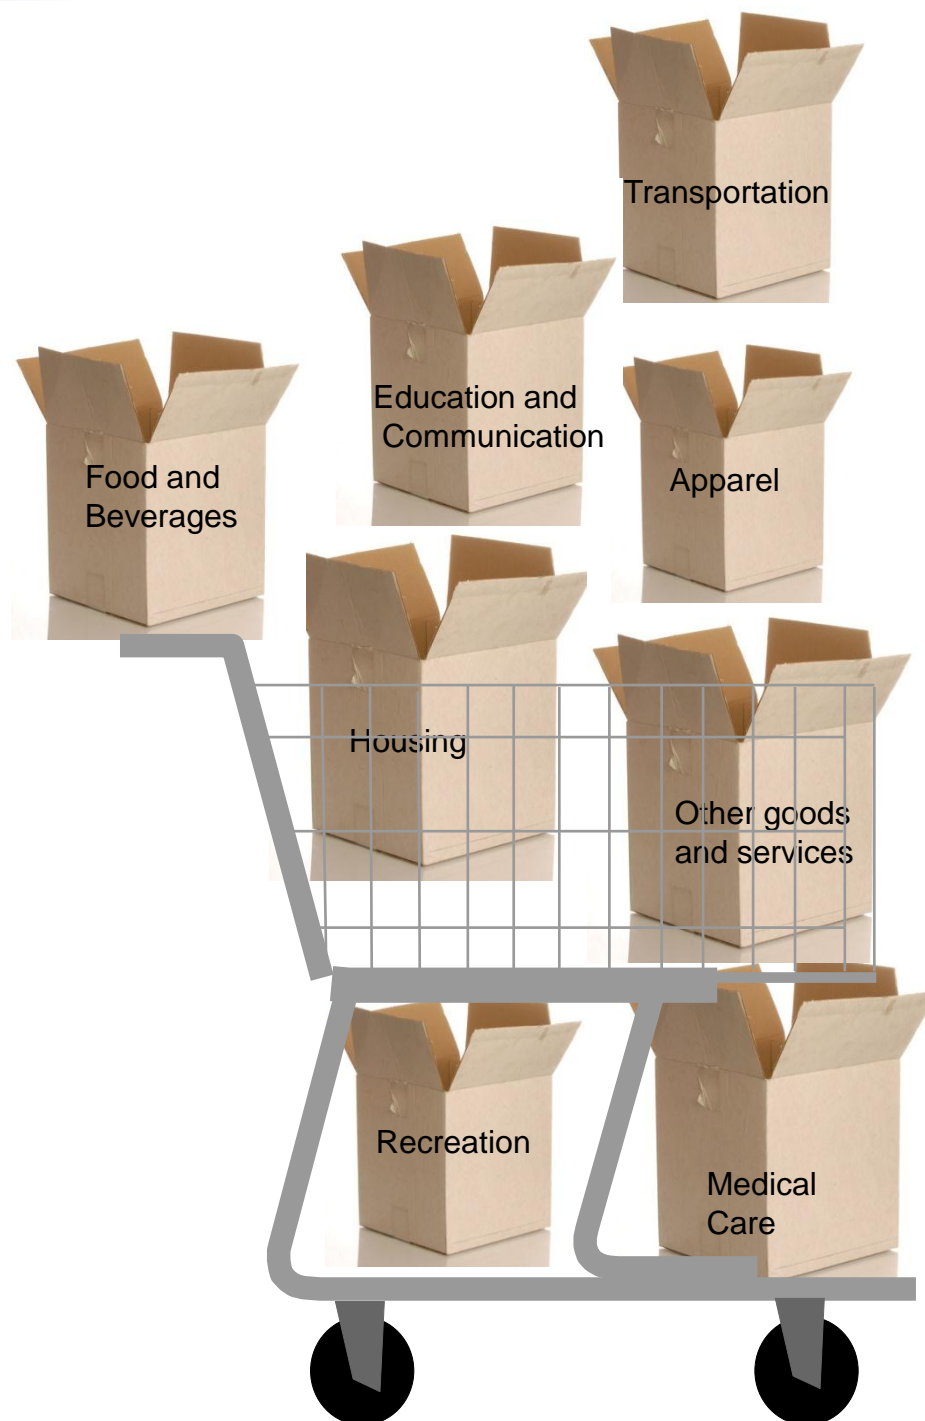 Transportation
Education and
Communication
Food and
Beverages
Apparel
Housing
Other goods
and services
Recreation
Medical
Care